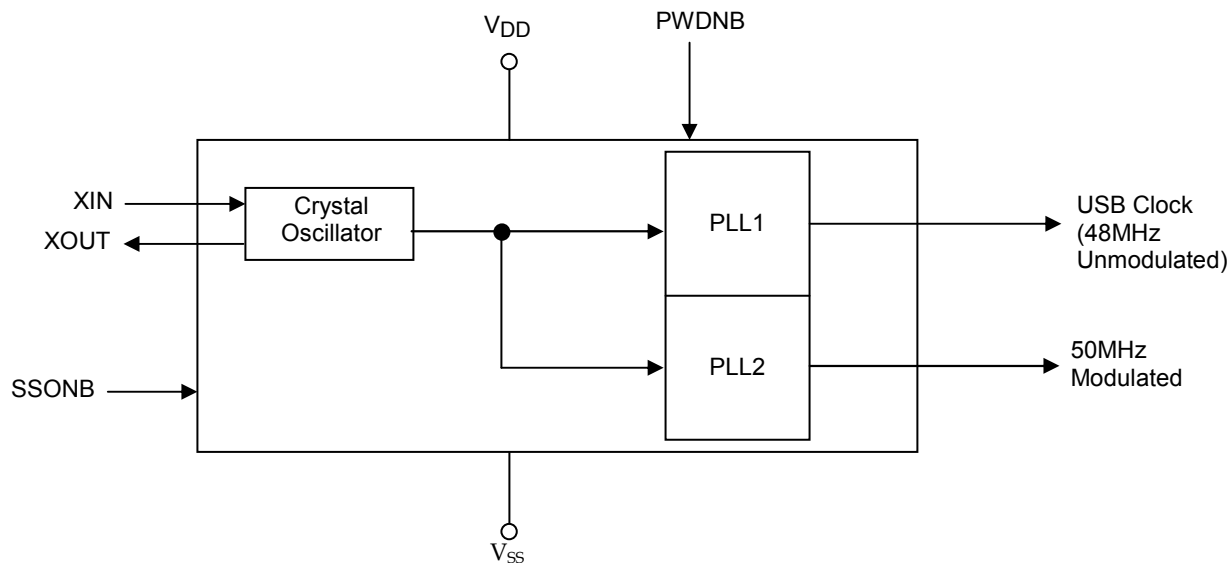 VDD
PWDNB
XIN
XOUT
Crystal
Oscillator
PLL1
USB Clock
(48MHz
Unmodulated)
SSONB
PLL2
50MHz
Modulated
VSS